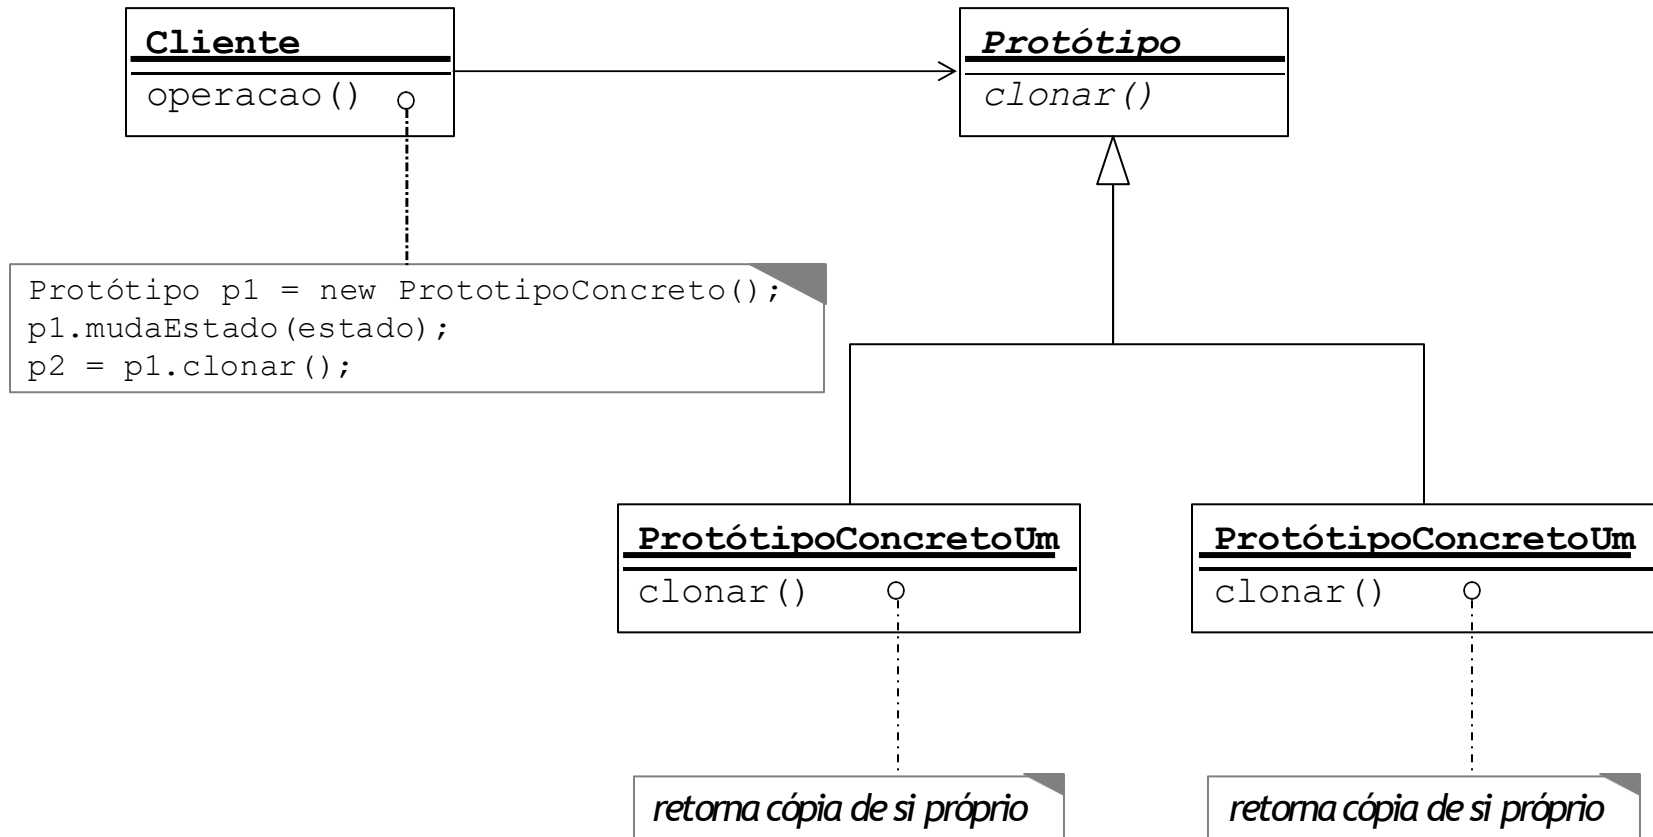 Cliente
operacao()
Protótipo
clonar()
Protótipo p1 = new PrototipoConcreto();
p1.mudaEstado(estado);
p2 = p1.clonar();
ProtótipoConcretoUm
clonar()
ProtótipoConcretoUm
clonar()
retorna cópia de si próprio
retorna cópia de si próprio